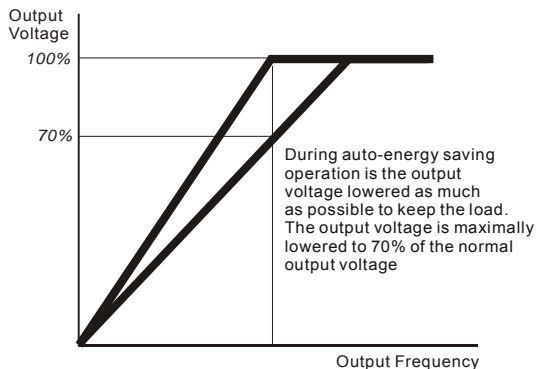 Output
Voltage
100%
70%
During auto-energy saving
operation is the output
voltage lowered as much
as possible to keep the load.
The output voltage is maximally
lowered to 70% of the normal
output voltage
Output Frequency